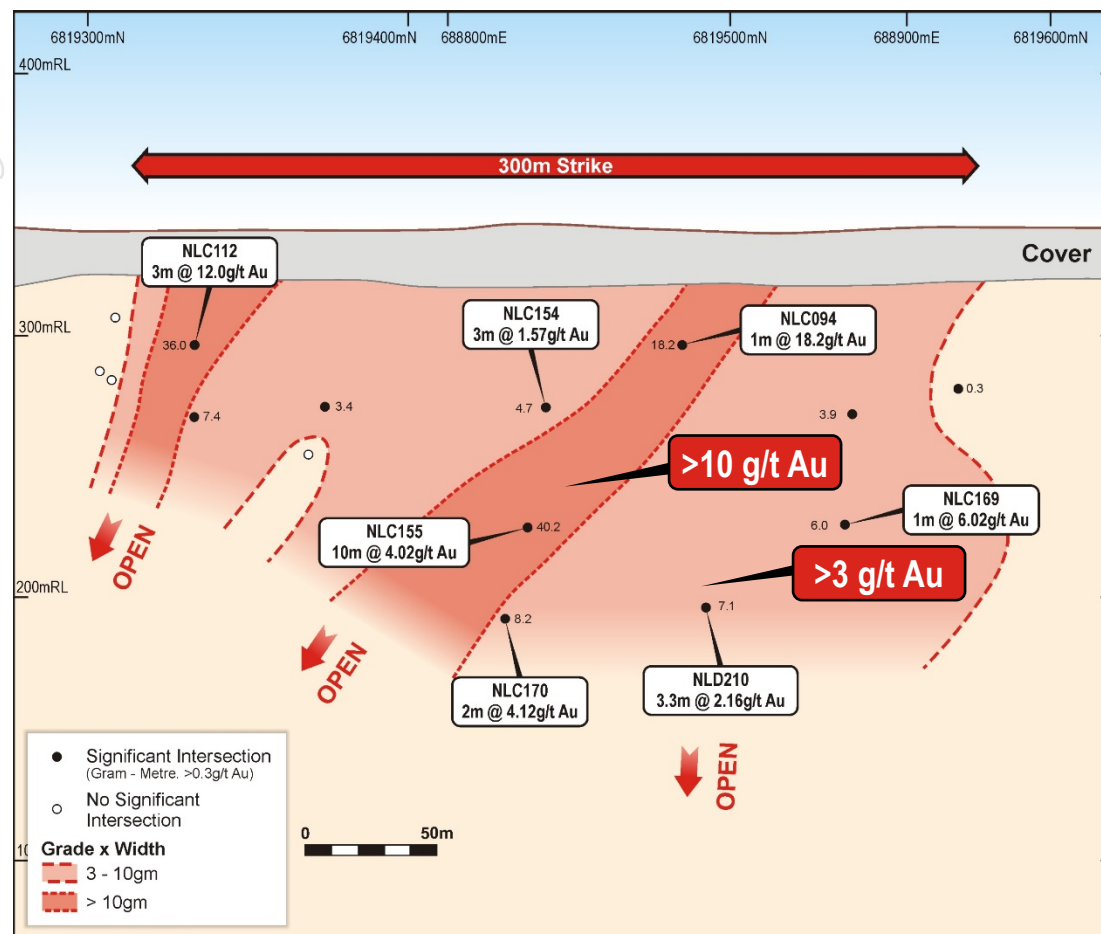 6819300mN
6819400mN
688800mE
6819500mN
688900mE
6819600mN
400mRL
300m Strike
Cover
NLC112
3m @ 12.0g/t Au
NLC154
3m @ 1.57g/t Au
NLC094
1m @ 18.2g/t Au
300mRL
36.0
18.2
0.3
7.4
3.4
4.7
3.9
>10 g/t Au
NLC169
1m @ 6.02g/t Au
NLC155
10m @ 4.02g/t Au
40.2
6.0
OPEN
>3 g/t Au
200mRL
8.2
7.1
OPEN
NLC170
2m @ 4.12g/t Au
NLD210
3.3m @ 2.16g/t Au
OPEN
Significant Intersection
(Gram - Metre. >0.3g/t Au)
No Significant
Intersection
Grade x Width
3 - 10gm
> 10gm
0
50m